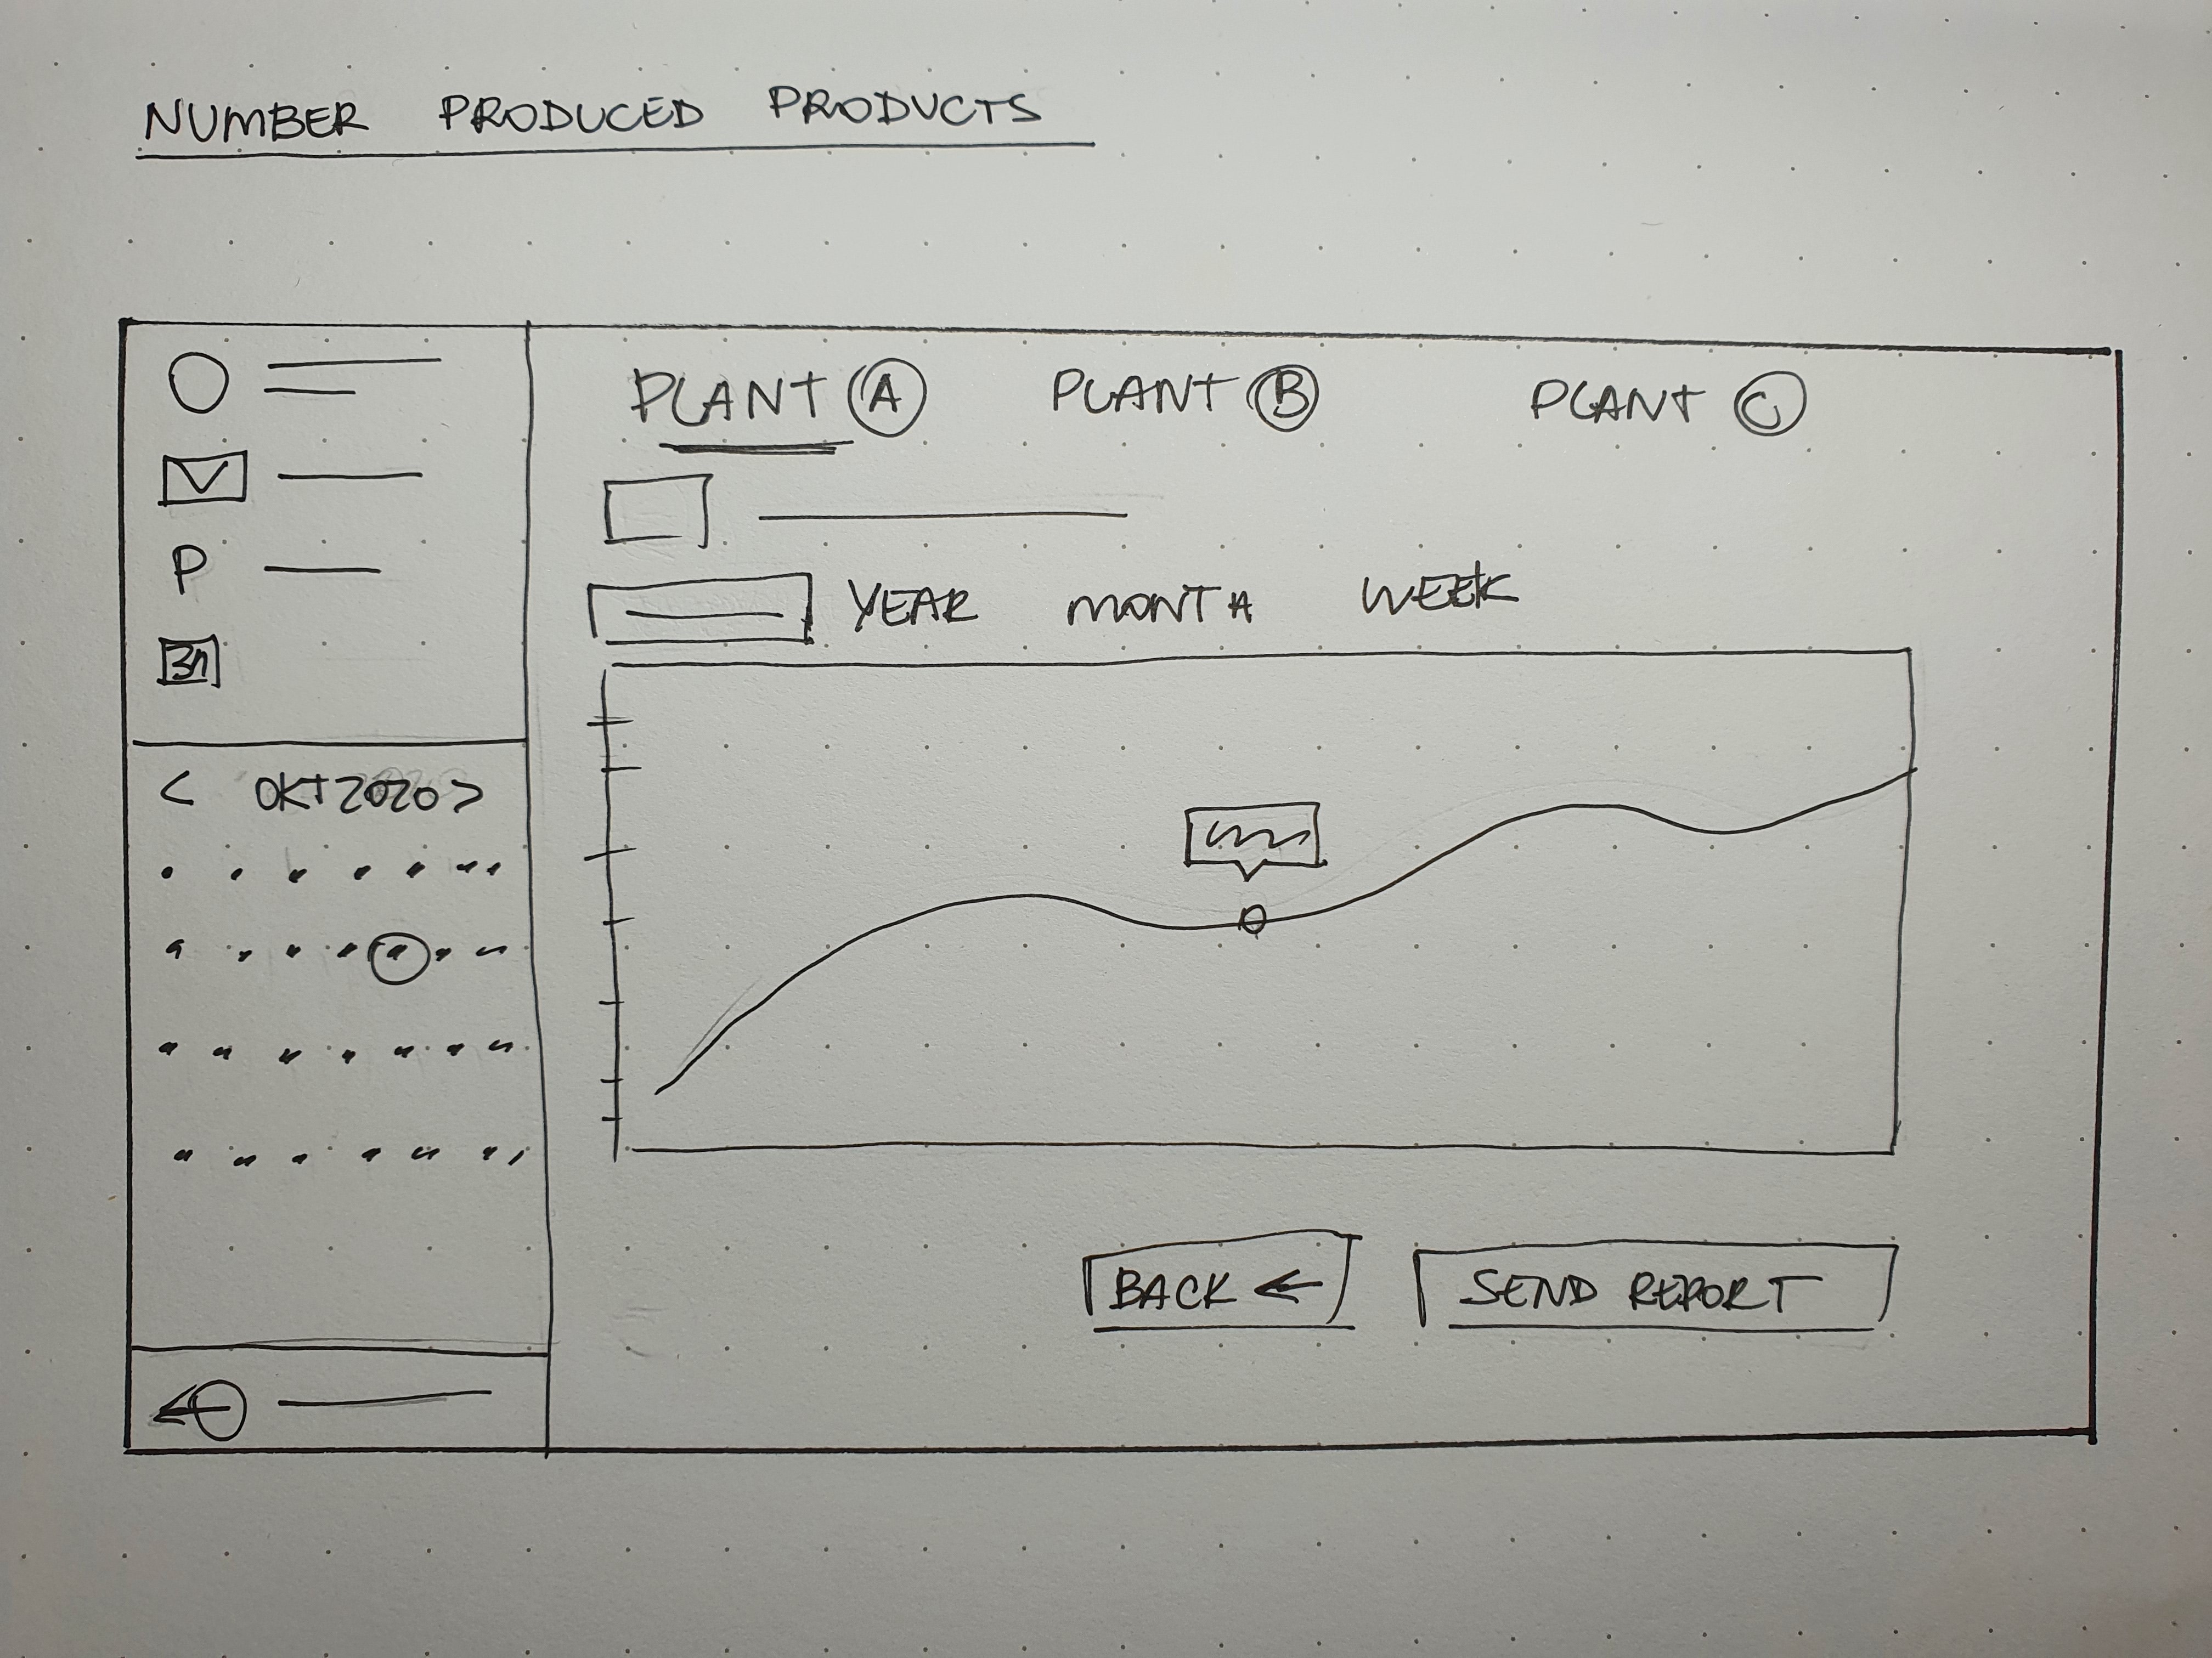 NUMBER PRODUCED PRODUCTS
PLANT A PLANT B PLANT C
P
YEAR MONTH WEEK
31
< OKT 2020 >
BACK ←
SEND REPORT